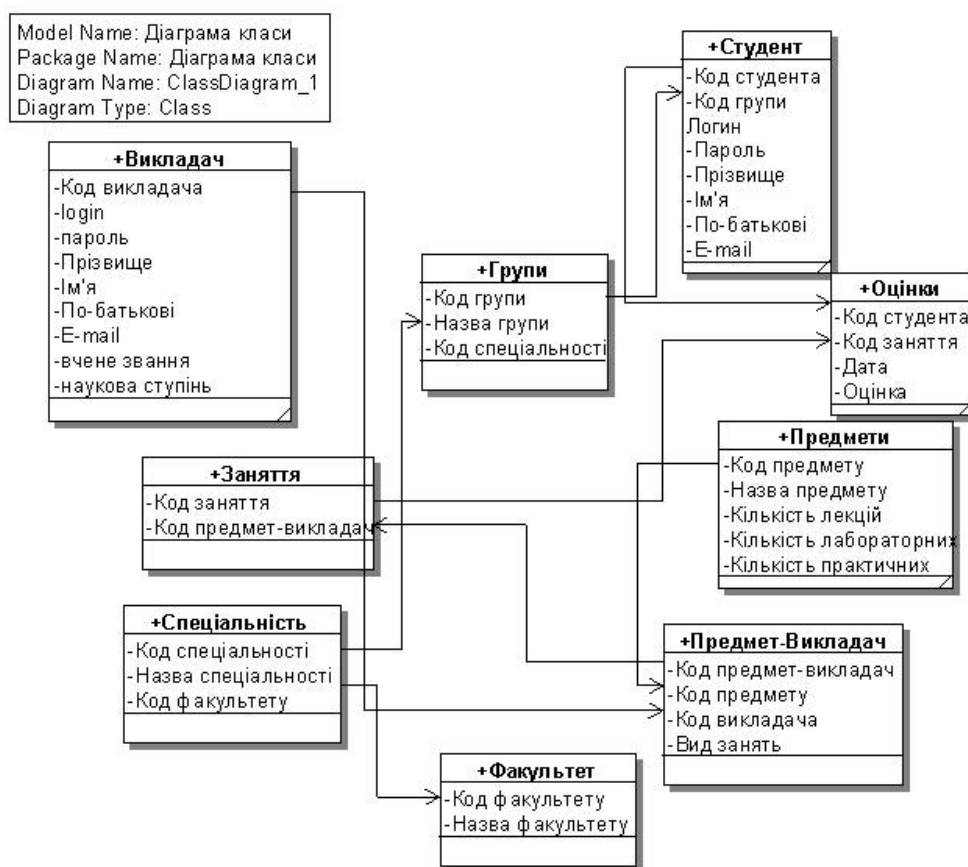 Model Name: Діаграма класи
Package Name: Діаграма класи
Diagram Name: ClassDiagram_1
Diagram Type: Class
+Студент
-Код студента
-Код групи
Логин
-Пароль
-Прізвище
-Ім'я
-По-батькові
-E-mail
+Викладач
-Код викладача
-login
-пароль
-Прізвище
-Ім'я
-По-батькові
-E-mail
-вчене звання
-наукова ступінь
+Групи
-Код групи
-Назва групи
-Код спеціальності
+Оцінки
-Код студента
-Код заняття
-Дата
-Оцінка
+Предмети
-Код предмету
-Назва предмету
-Кількість лекцій
-Кількість лабораторних
-Кількість практичних
+Заняття
-Код заняття
-Код предмет-викладач
+Спеціальність
-Код спеціальності
-Назва спеціальності
-Код факультету
+Предмет-Викладач
-Код предмет-викладач
-Код предмету
-Код викладача
-Вид занять
+Факультет
-Код факультету
-Назва факультету